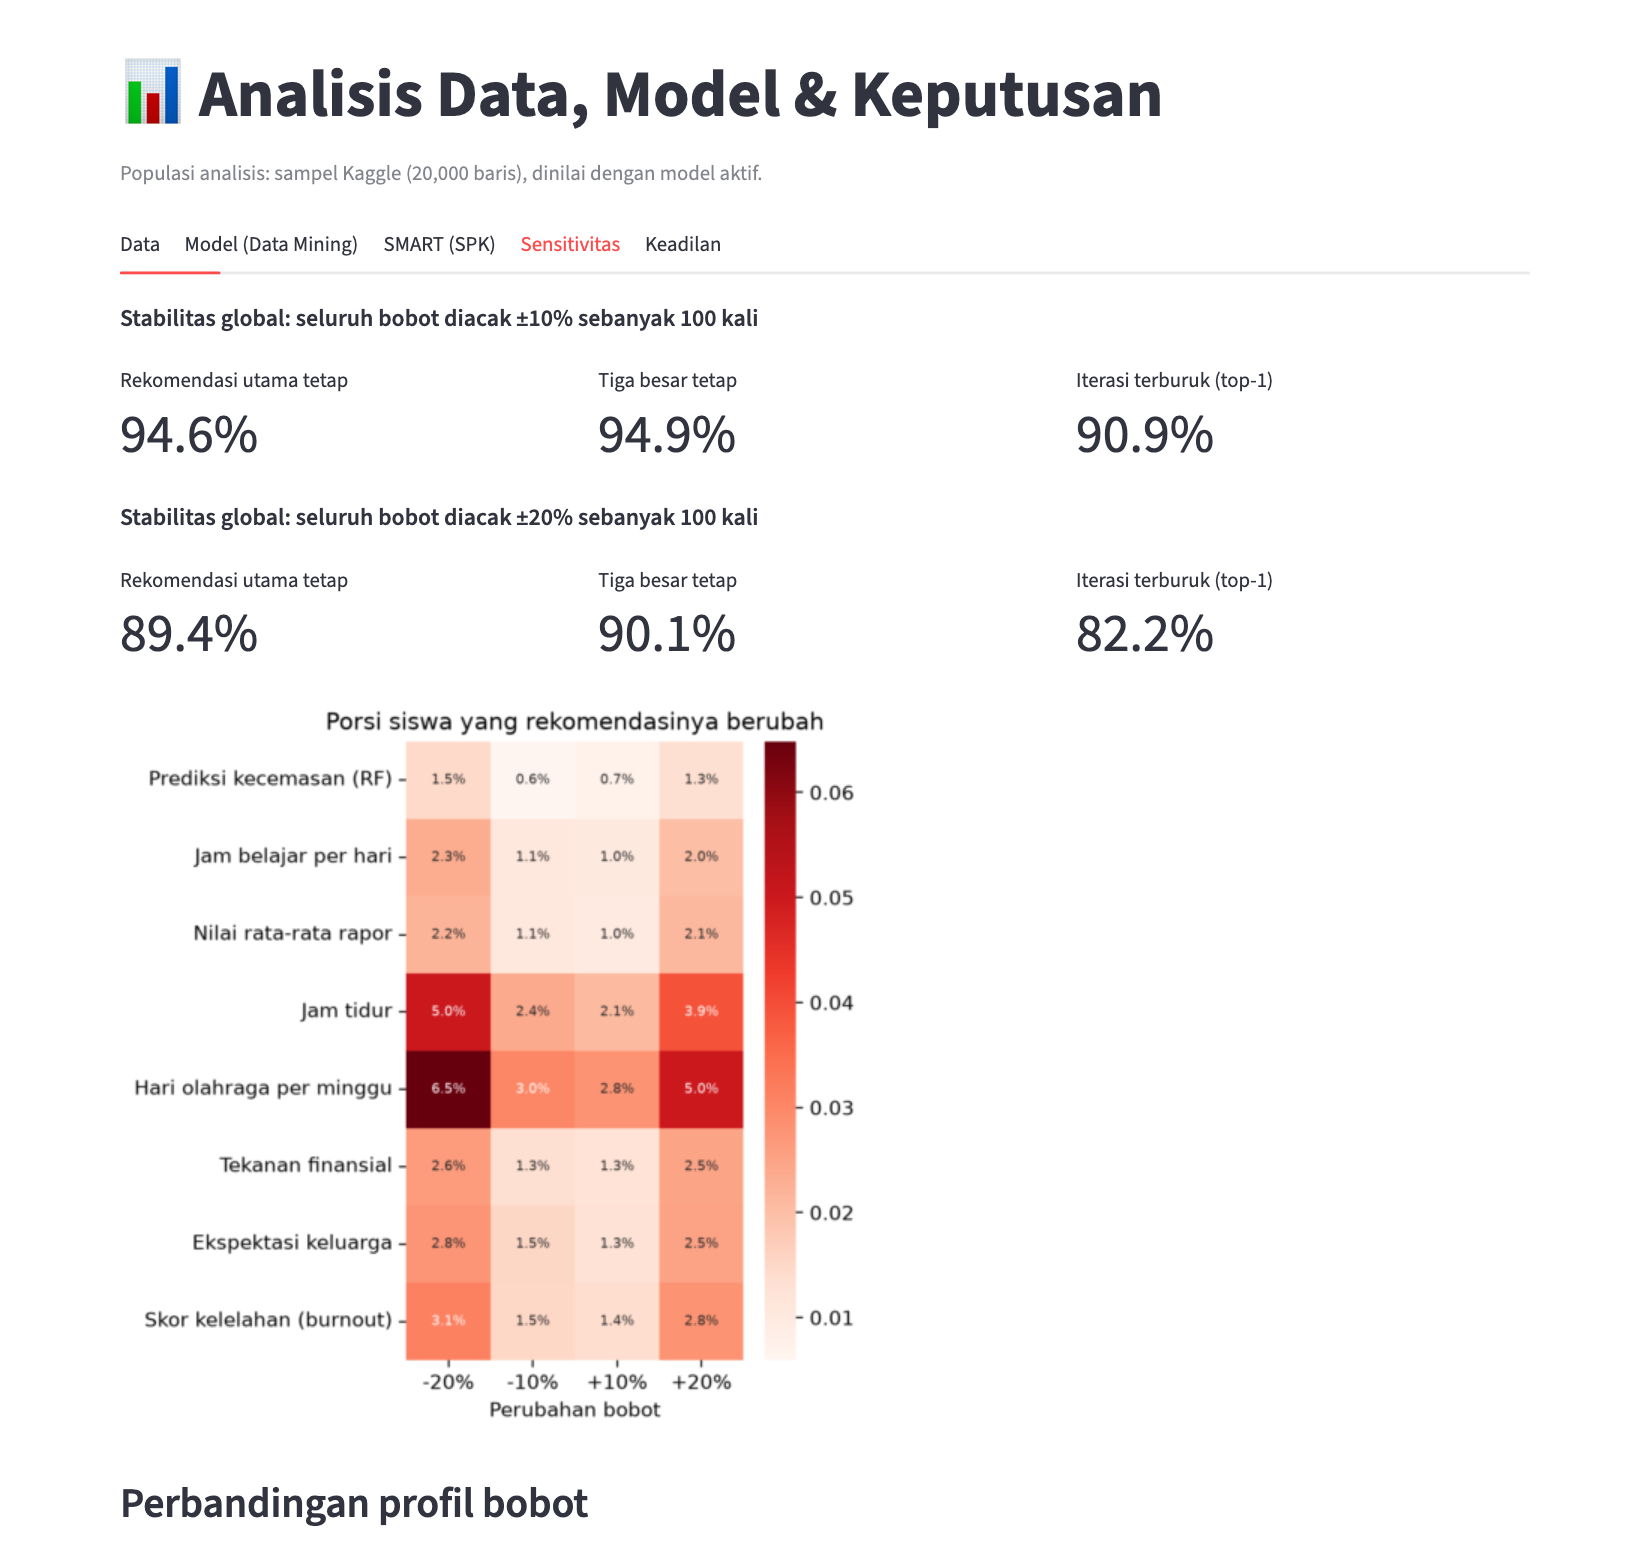 Analisis Data, Model & Keputusan
Populasi analisis: sampel Kaggle (20,000 baris), dinilai dengan model aktif.
Data Model (Data Mining) SMART (SPK) Sensitivitas Keadilan
Stabilitas global: seluruh bobot diacak ±10% sebanyak 100 kali
Rekomendasi utama tetap Tiga besar tetap Iterasi terburuk (top-1)
94.6% 94.9% 90.9%
Stabilitas global: seluruh bobot diacak ±20% sebanyak 100 kali
Rekomendasi utama tetap Tiga besar tetap Iterasi terburuk (top-1)
89.4% 90.1% 82.2%
Porsi siswa yang rekomendasinya berubah
Prediksi kecemasan (RF) 1.5% 0.6% 0.7% 1.3%
0.06
Jam belajar per hari 2.3% 1.1% 1.0% 2.0%
0.05
Nilai rata-rata rapor 2.2% 1.1% 1.0% 2.1%
0.04
Jam tidur 5.0% 2.4% 2.1% 3.9%
Hari olahraga per minggu 6.5% 3.0% 2.8% 5.0%
0.03
Tekanan finansial 2.6% 1.3% 1.3% 2.5%
0.02
Ekspektasi keluarga 2.8% 1.5% 1.3% 2.5%
Skor kelelahan (burnout) 3.1% 1.5% 1.4% 2.8%
0.01
-20% -10% +10% +20%
Perubahan bobot
Perbandingan profil bobot